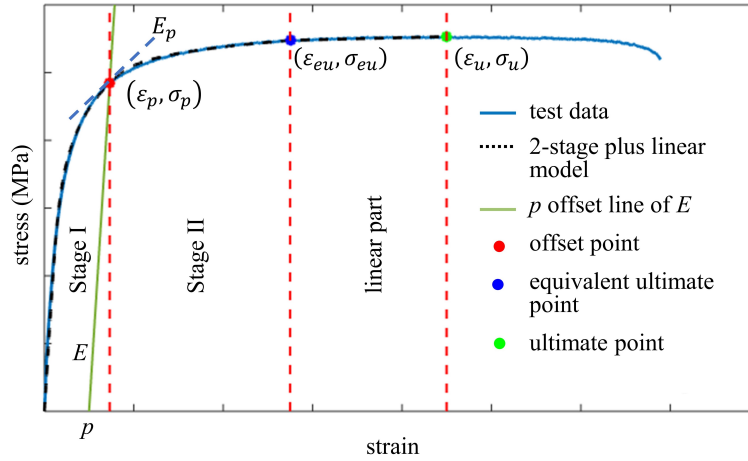 E_p
(ε_eu, σ_eu)
(ε_u, σ_u)
(ε_p, σ_p)
test data
2-stage plus linear
model
p offset line of E
offset point
equivalent ultimate
point
ultimate point
stress (MPa)
Stage I
Stage II
linear part
E
p
strain